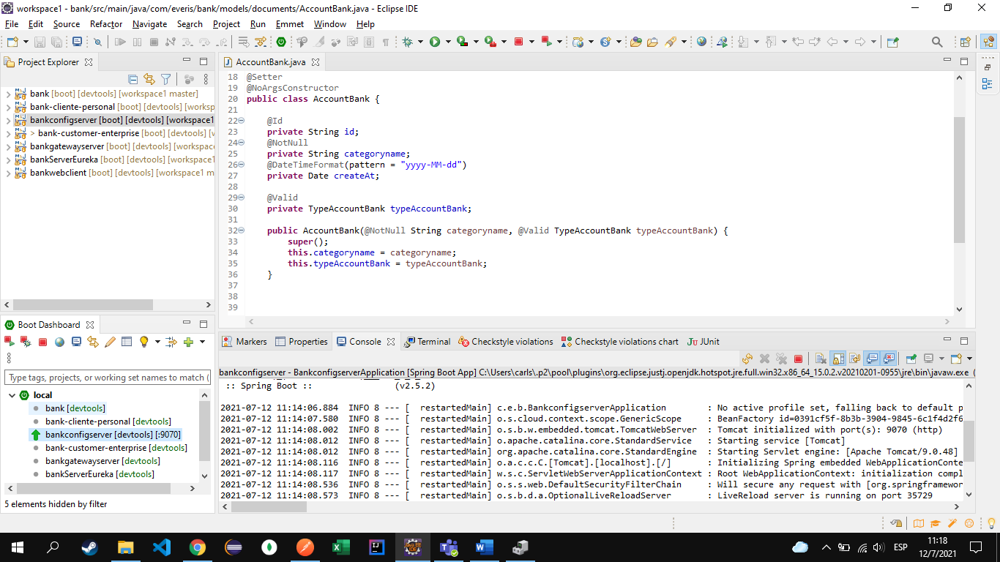 workspace1 - bank/src/main/java/com/everis/bank/models/documents/AccountBank.java - Eclipse IDE
File Edit Source Refactor Navigate Search Project Run Emmet Window Help
Project Explorer
bank [boot] [devtools] [workspace1 master]
bank-cliente-personal [boot] [devtools] [worksp
bankconfigserver [boot] [devtools] [workspace1
> bank-customer-enterprise [boot] [devtools] [w
bankgatewayserver [boot] [devtools] [workspace
bankServerEureka [boot] [devtools] [workspace1
bankwebclient [boot] [devtools] [workspace1 m
AccountBank.java
18 @Setter
19 @NoArgsConstructor
20 public class AccountBank {
21
22 @Id
23 private String id;
24 @NotNull
25 private String categoryname;
26 @DateTimeFormat(pattern = "yyyy-MM-dd")
27 private Date createAt;
28
29 @Valid
30 private TypeAccountBank typeAccountBank;
31
32 public AccountBank(@NotNull String categoryname, @Valid TypeAccountBank typeAccountBank) {
33 super();
34 this.categoryname = categoryname;
35 this.typeAccountBank = typeAccountBank;
36 }
37
38
39
Boot Dashboard
Type tags, projects, or working set names to match (
local
bank [devtools]
bank-cliente-personal [devtools]
bankconfigserver [devtools] [:9070]
bank-customer-enterprise [devtools]
bankgatewayserver [devtools]
bankServerEureka [devtools]
5 elements hidden by filter
Markers Properties Console Terminal Checkstyle violations Checkstyle violations chart JUnit
bankconfigserver - BankconfigserverApplication [Spring Boot App] C:\Users\carls\.p2\pool\plugins\org.eclipse.justj.openjdk.hotspot.jre.full.win32.x86_64_15.0.2.v20210201-0955\jre\bin\javaw.exe (
:: Spring Boot :: (v2.5.2)
2021-07-12 11:14:06.884 INFO 8 --- [ restartedMain] c.e.b.BankconfigserverApplication : No active profile set, falling back to default p
2021-07-12 11:14:07.580 INFO 8 --- [ restartedMain] o.s.cloud.context.scope.GenericScope : BeanFactory id=0391cf5f-8b3b-3904-9845-6c1f4d2f6
2021-07-12 11:14:08.002 INFO 8 --- [ restartedMain] o.s.b.w.embedded.tomcat.TomcatWebServer : Tomcat initialized with port(s): 9070 (http)
2021-07-12 11:14:08.012 INFO 8 --- [ restartedMain] o.apache.catalina.core.StandardService : Starting service [Tomcat]
2021-07-12 11:14:08.012 INFO 8 --- [ restartedMain] org.apache.catalina.core.StandardEngine : Starting Servlet engine: [Apache Tomcat/9.0.48]
2021-07-12 11:14:08.116 INFO 8 --- [ restartedMain] o.a.c.c.C.[Tomcat].[localhost].[/] : Initializing Spring embedded WebApplicationConte
2021-07-12 11:14:08.117 INFO 8 --- [ restartedMain] w.s.c.ServletWebServerApplicationContext : Root WebApplicationContext: initialization compl
2021-07-12 11:14:08.536 INFO 8 --- [ restartedMain] o.s.s.web.DefaultSecurityFilterChain : Will secure any request with [org.springframewor
2021-07-12 11:14:08.573 INFO 8 --- [ restartedMain] o.s.b.d.a.OptionalLiveReloadServer : LiveReload server is running on port 35729
ESP
11:18
12/7/2021